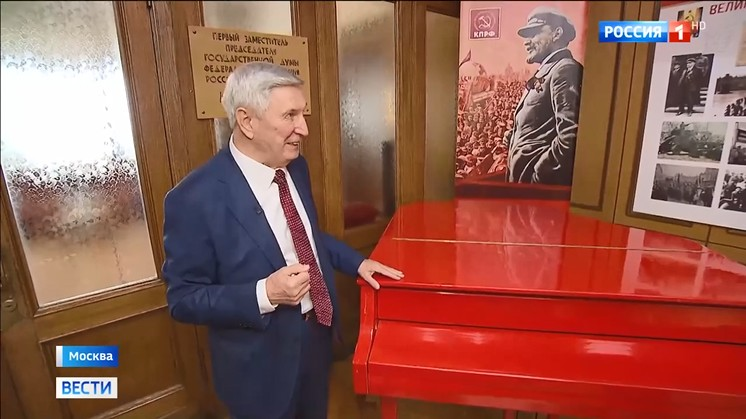 ПЕРВЫЙ ЗАМЕСТИТЕЛЬ
ПРЕДСЕДАТЕЛЯ
ГОСУДАРСТВЕННОЙ ДУМЫ
КПРФ
РОССИЯ 1 HD
ВЕЛИ
Москва
ВЕСТИ